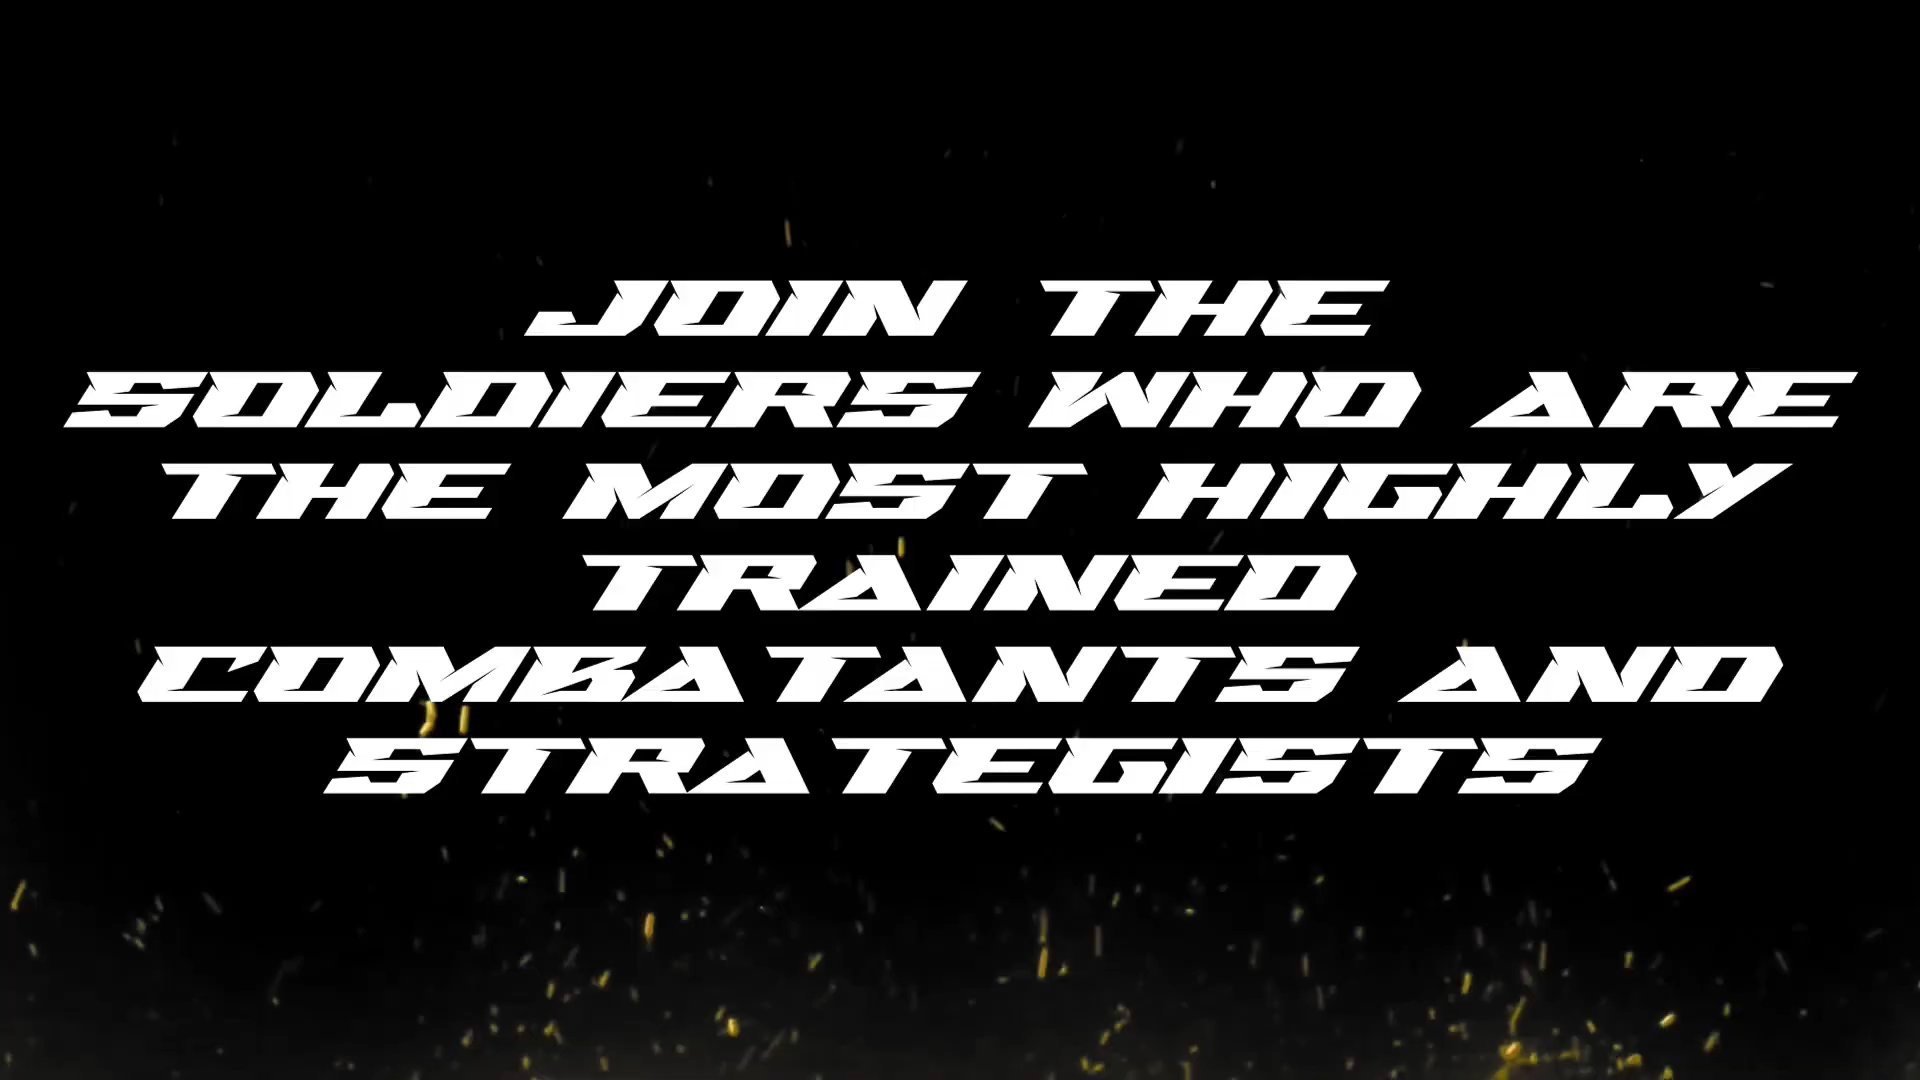 JOIN THE
SOLDIERS WHO ARE
THE MOST HIGHLY
TRAINED
COMBATANTS AND
STRATEGISTS